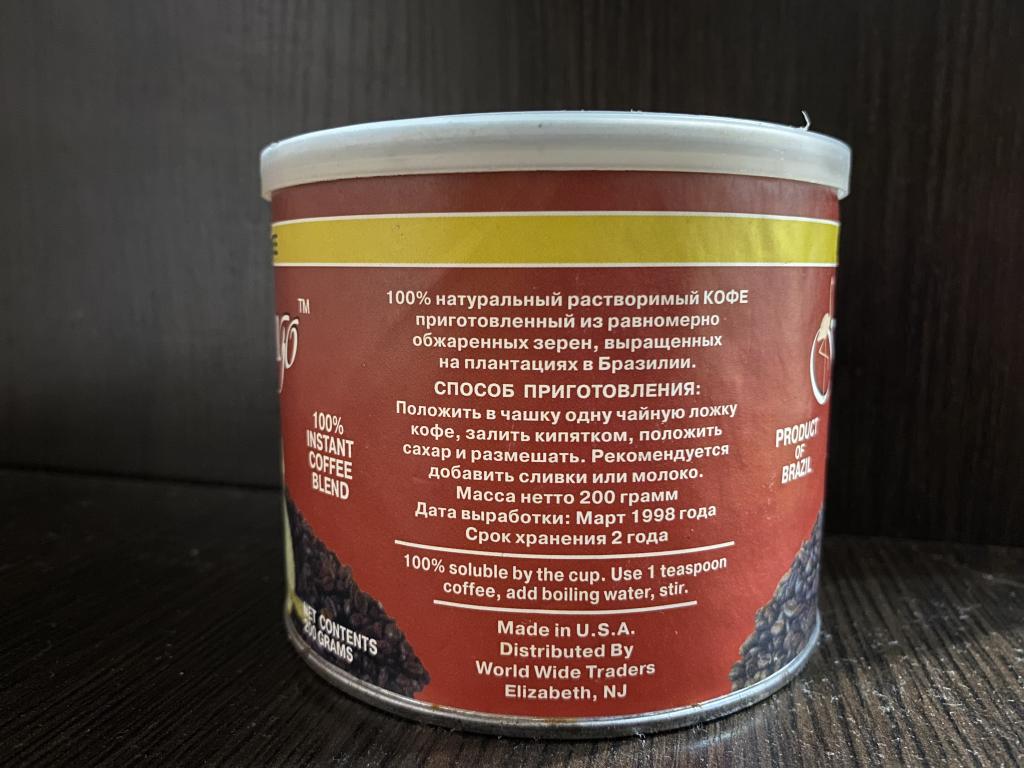 TM
100%
INSTANT
COFFEE
BLEND
NET CONTENTS
200 GRAMS
100% натуральный растворимый КОФЕ
приготовленный из равномерно
обжаренных зерен, выращенных
на плантациях в Бразилии.
СПОСОБ ПРИГОТОВЛЕНИЯ:
Положить в чашку одну чайную ложку
кофе, залить кипятком, положить
сахар и размешать. Рекомендуется
добавить сливки или молоко.
Масса нетто 200 грамм
Дата выработки: Март 1998 года
Срок хранения 2 года
100% soluble by the cup. Use 1 teaspoon
coffee, add boiling water, stir.
Made in U.S.A.
Distributed By
World Wide Traders
Elizabeth, NJ
PRODUCT
OF
BRAZIL